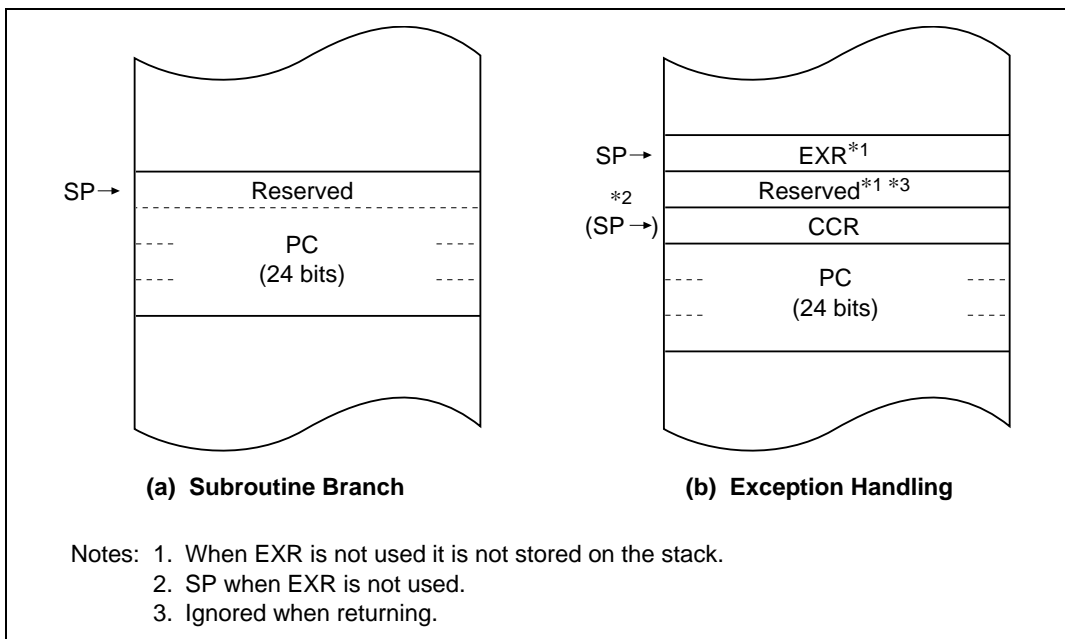 SP→
Reserved
PC
(24 bits)
(a) Subroutine Branch
SP→
EXR*1
Reserved*1 *3
*2
(SP→)
CCR
PC
(24 bits)
(b) Exception Handling
Notes: 1. When EXR is not used it is not stored on the stack.
2. SP when EXR is not used.
3. Ignored when returning.